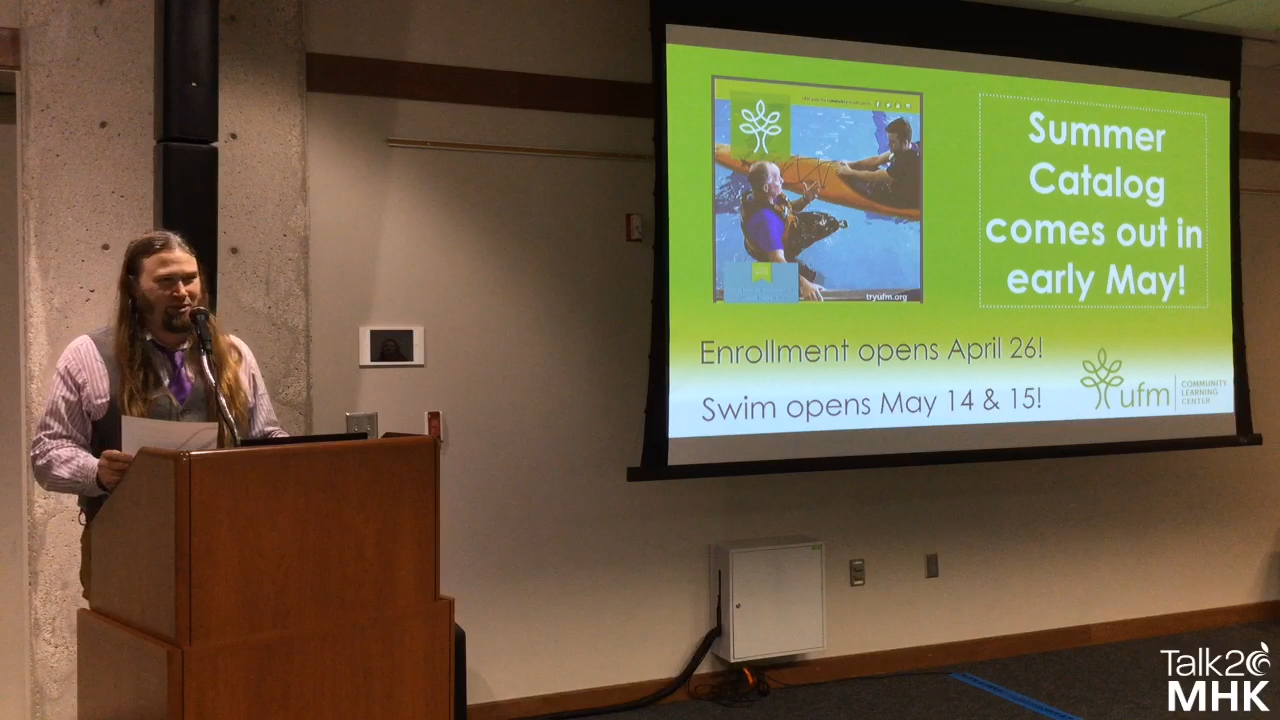 tryufm.org
Summer
Catalog
comes out in
early May!
Enrollment opens April 26!
Swim opens May 14 & 15!
ufm
COMMUNITY
LEARNING
CENTER
Talk20
MHK